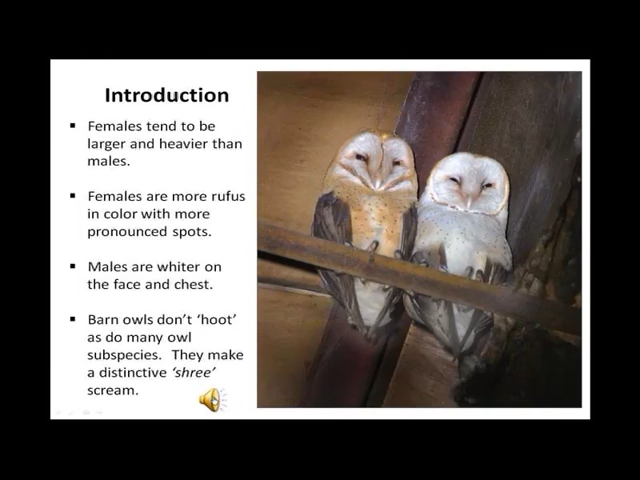 Introduction
▪ Females tend to be
larger and heavier than
males.
▪ Females are more rufus
in color with more
pronounced spots.
▪ Males are whiter on
the face and chest.
▪ Barn owls don't ‘hoot’
as do many owl
subspecies. They make
a distinctive ‘shree’
scream.